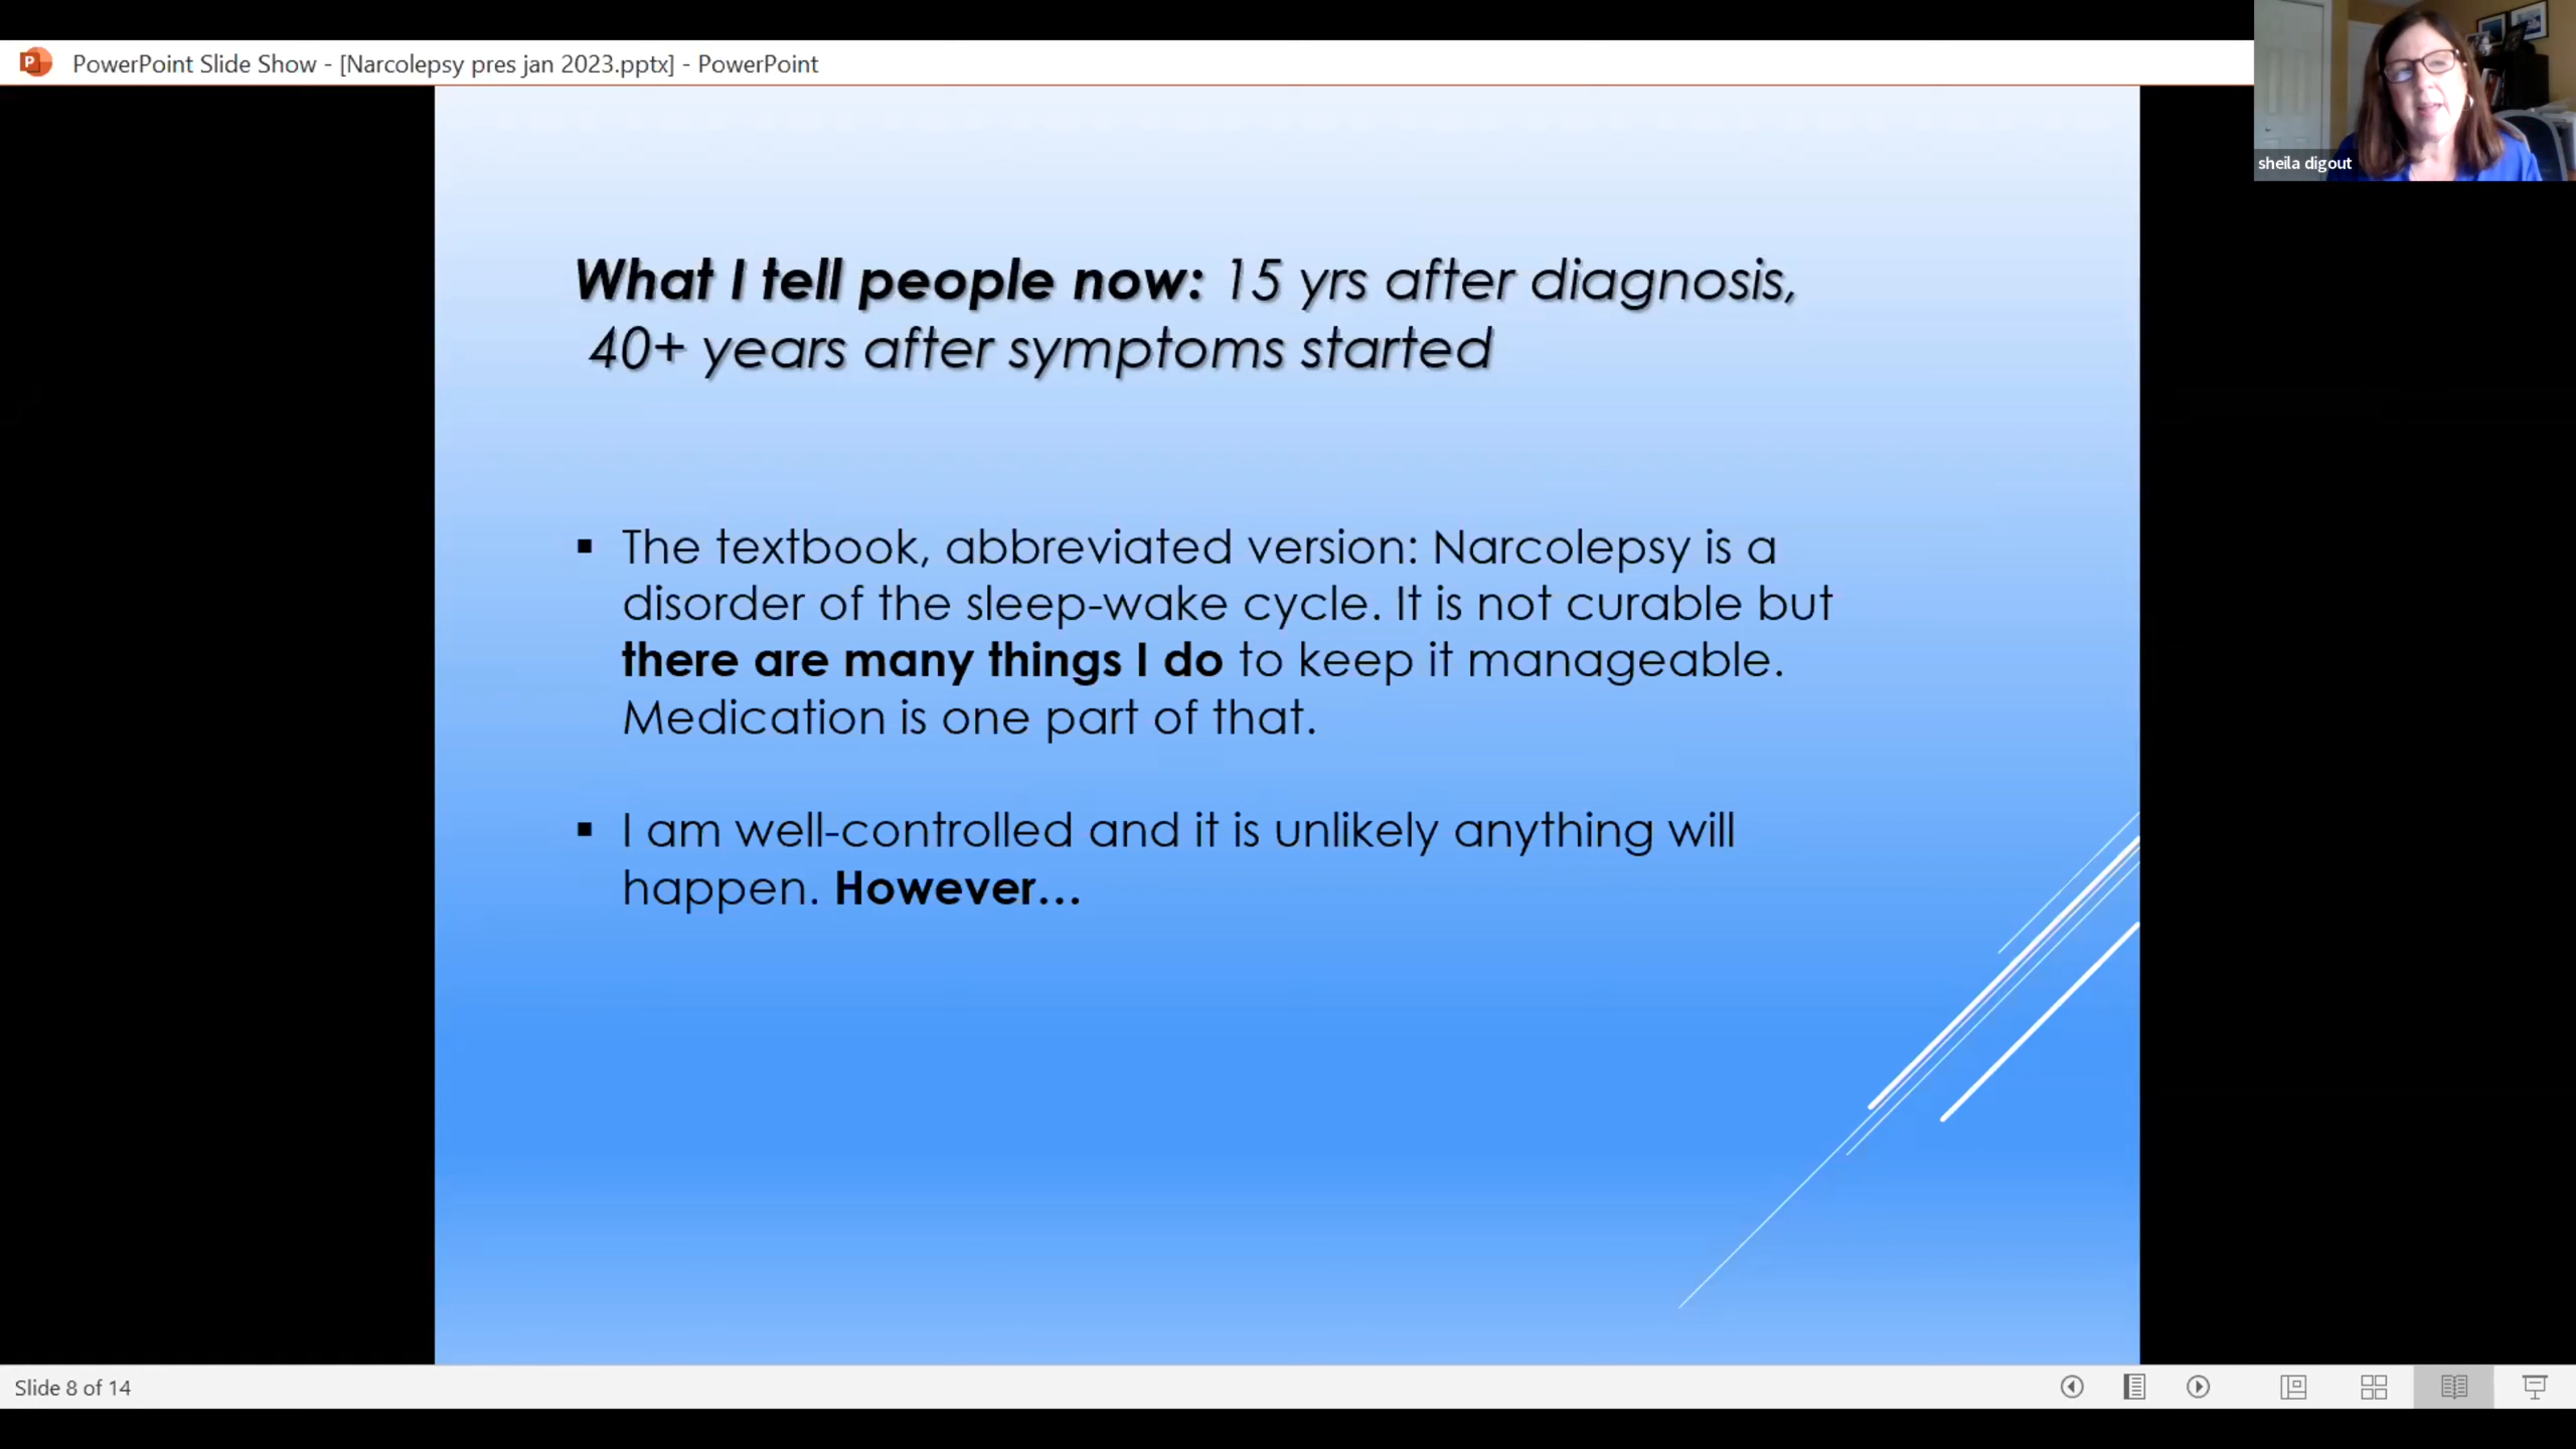 PowerPoint Slide Show - [Narcolepsy pres jan 2023.pptx] - PowerPoint
sheila digout
What I tell people now: 15 yrs after diagnosis,
40+ years after symptoms started
▪ The textbook, abbreviated version: Narcolepsy is a
disorder of the sleep-wake cycle. It is not curable but
there are many things I do to keep it manageable.
Medication is one part of that.
▪ I am well-controlled and it is unlikely anything will
happen. However...
Slide 8 of 14